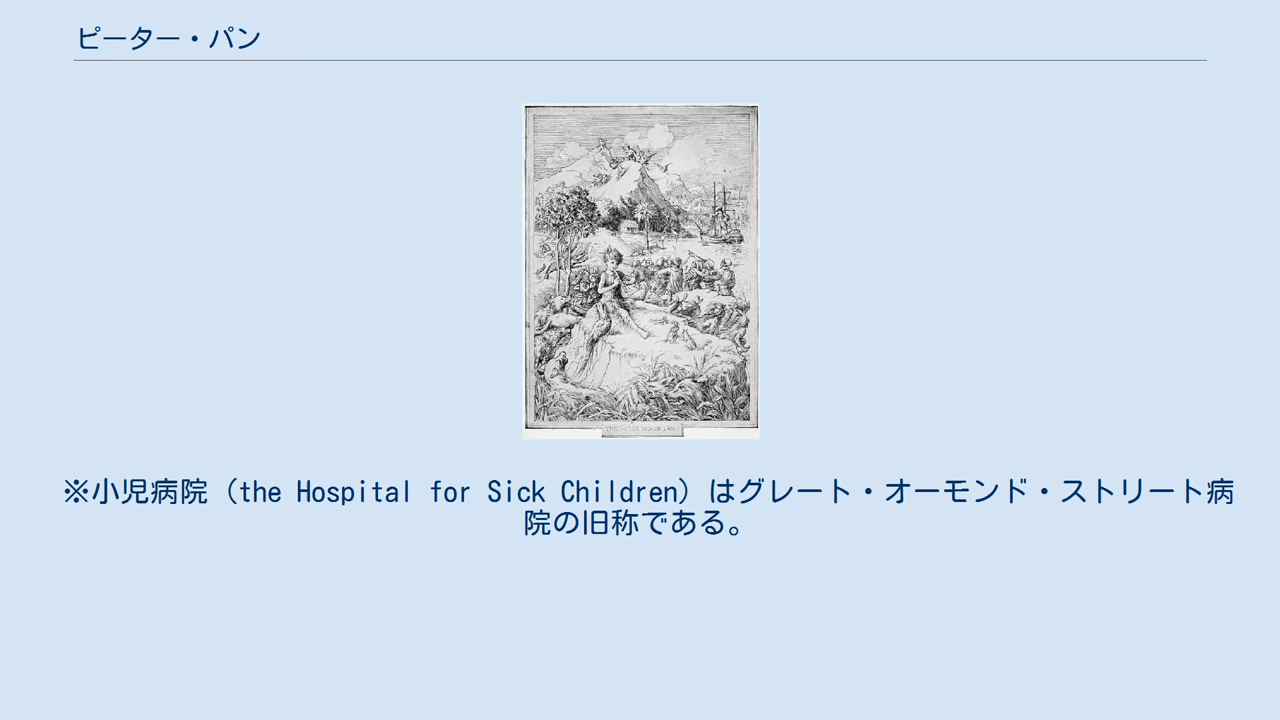 ピーター・パン
※小児病院（the Hospital for Sick Children）はグレート・オーモンド・ストリート病
院の旧称である。